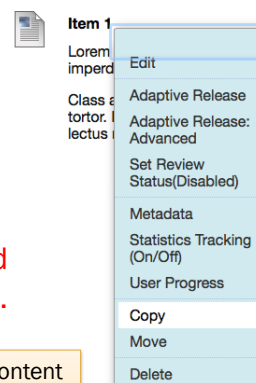 Item 1
Lorem
imperd
Class a
tortor.
lectus
Edit
Adaptive Release
Adaptive Release:
Advanced
Set Review
Status(Disabled)
Metadata
Statistics Tracking
(On/Off)
User Progress
Copy
Move
Delete
d
.
ontent